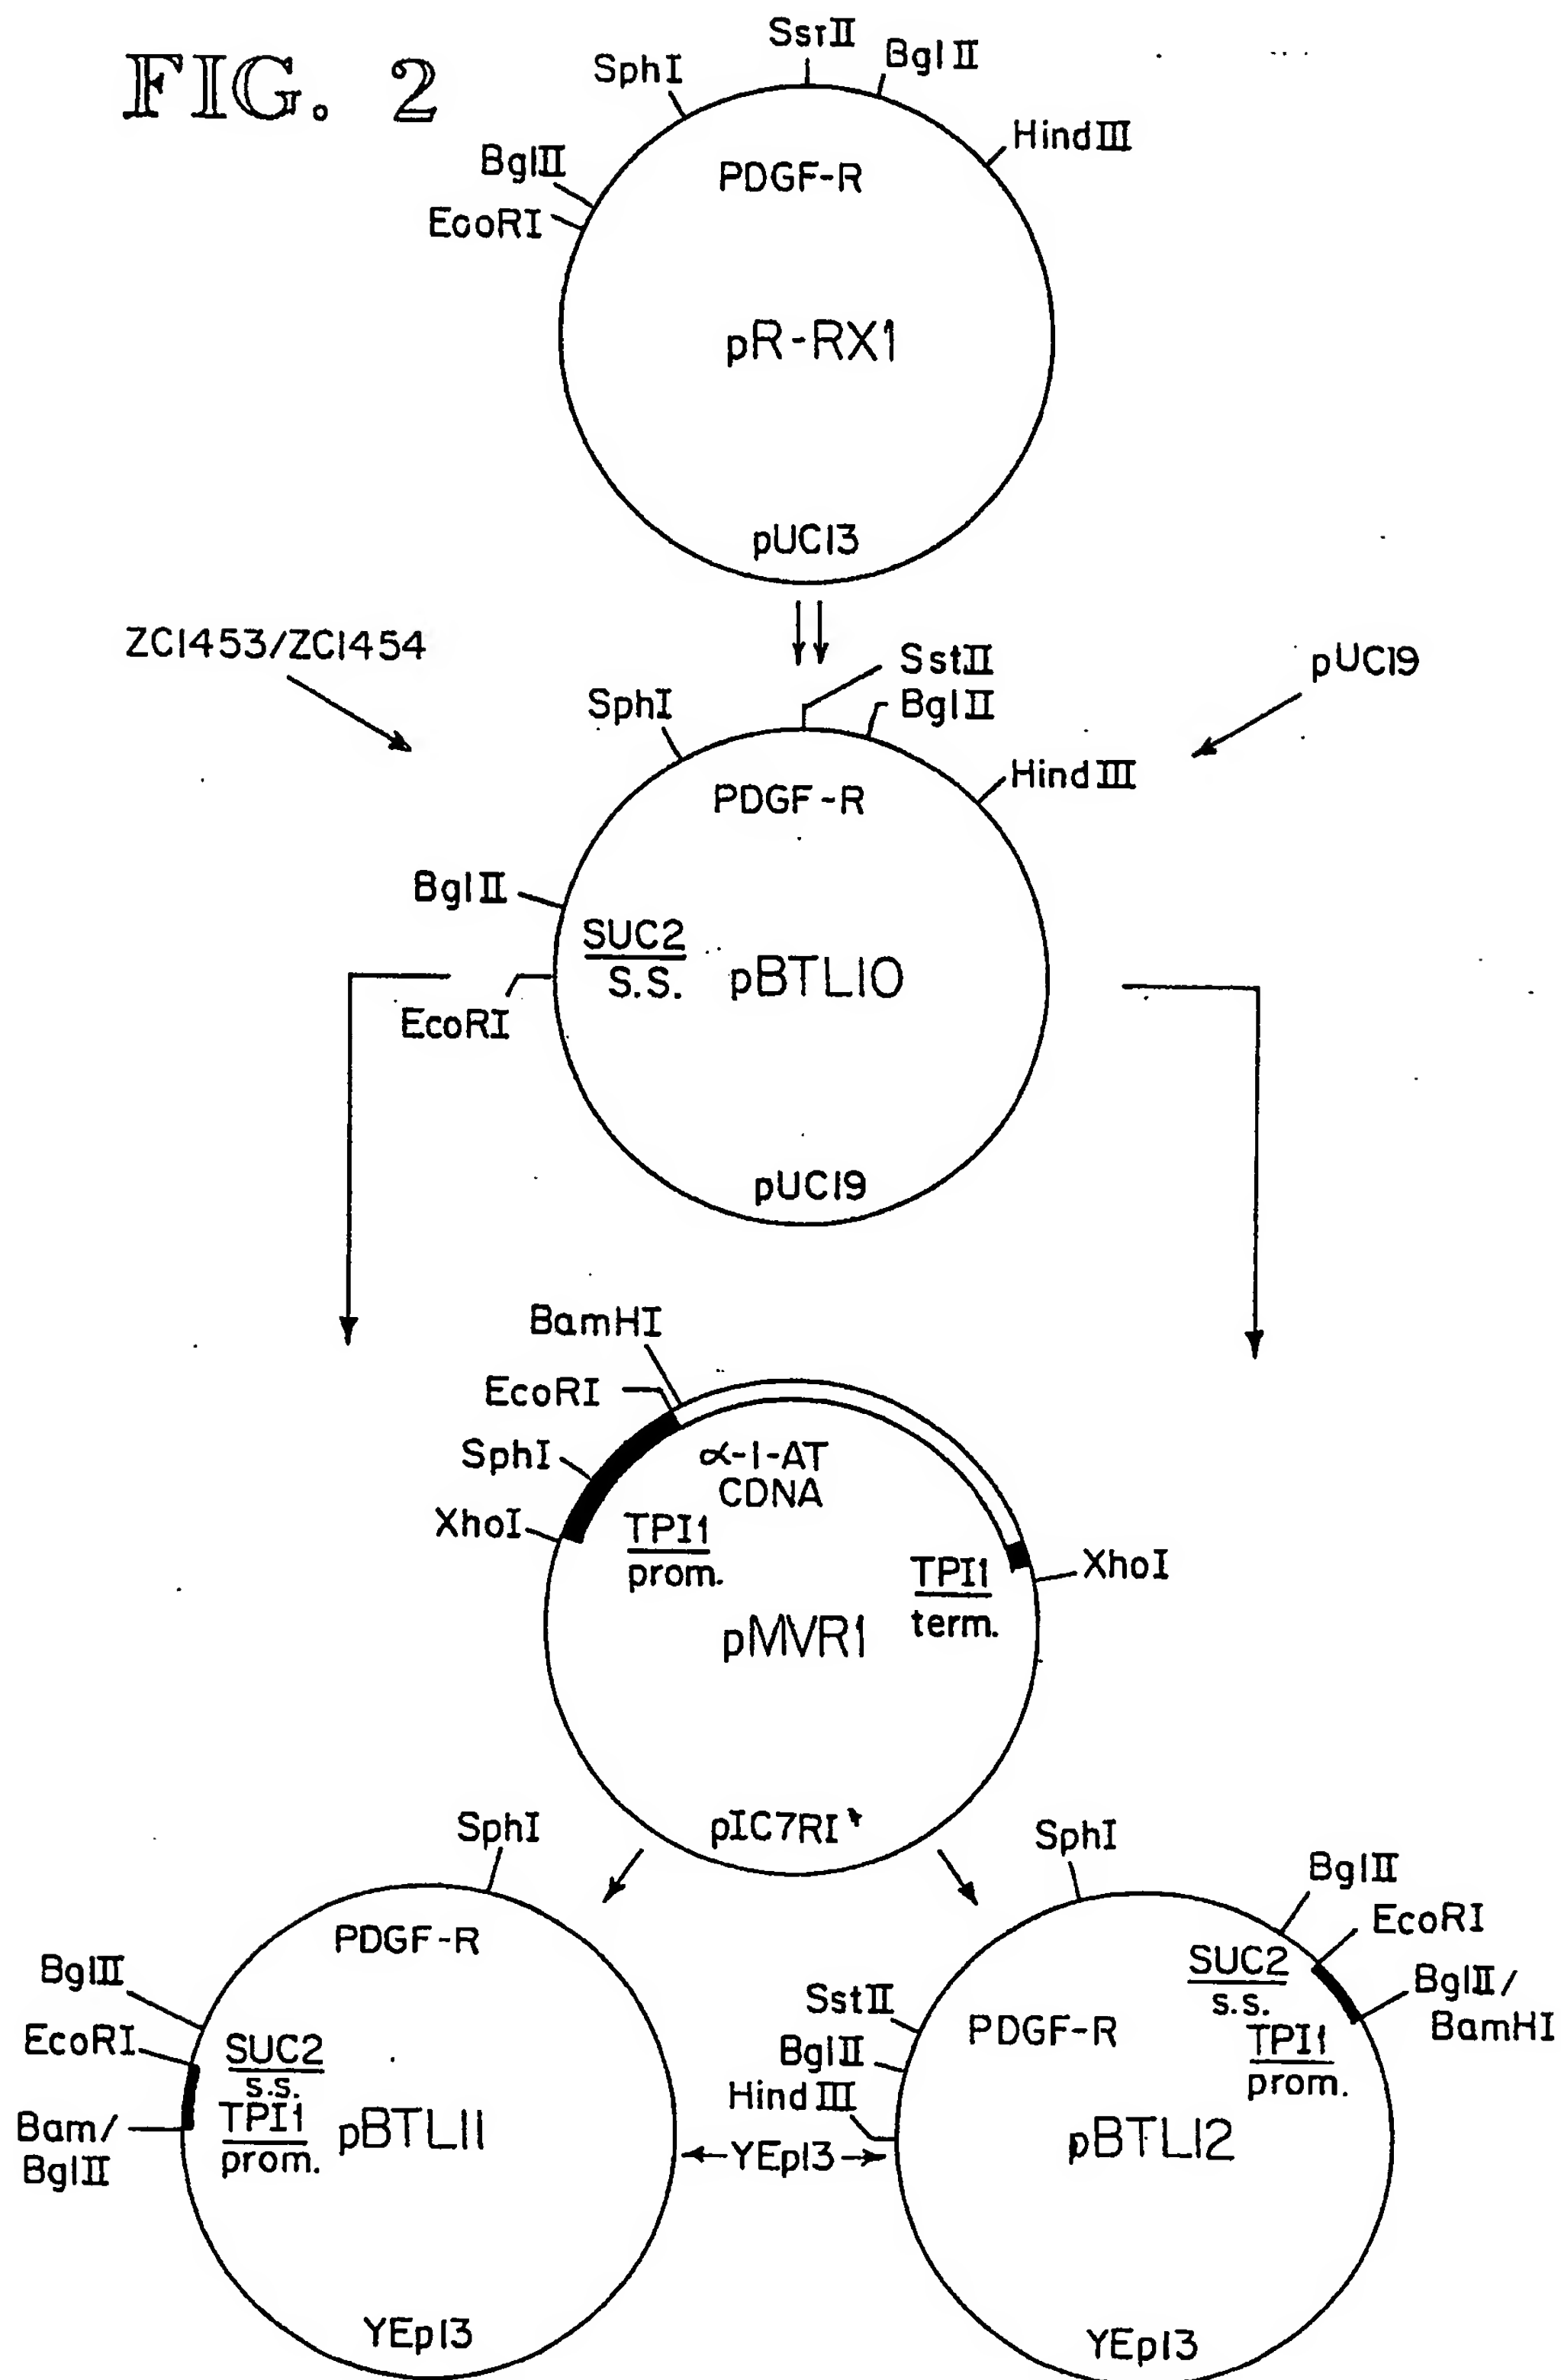 FIG. 2
SstII
BglII
SphI
HindIII
BglII
PDGF-R
EcoRI
pR-RX1
pUC13
ZC1453/ZC1454
SstII
pUC19
SphI
BglII
HindIII
PDGF-R
BglII
SUC2
S.S.
pBTL10
EcoRI
pUC19
BamHI
EcoRI
SphI
α-1-AT
CDNA
XhoI
TPI1
prom.
TPI1
term.
XhoI
pMVR1
pIC7RI*
SphI
PDGF-R
BglII
EcoRI
SUC2
s.s.
TPI1
prom.
Bam/
BglII
pBTL11
YEp13
YEp13
SphI
BglII
EcoRI
SUC2
s.s.
BglII/
BamHI
SstII
PDGF-R
BglII
TPI1
prom.
HindIII
pBTL12
YEp13